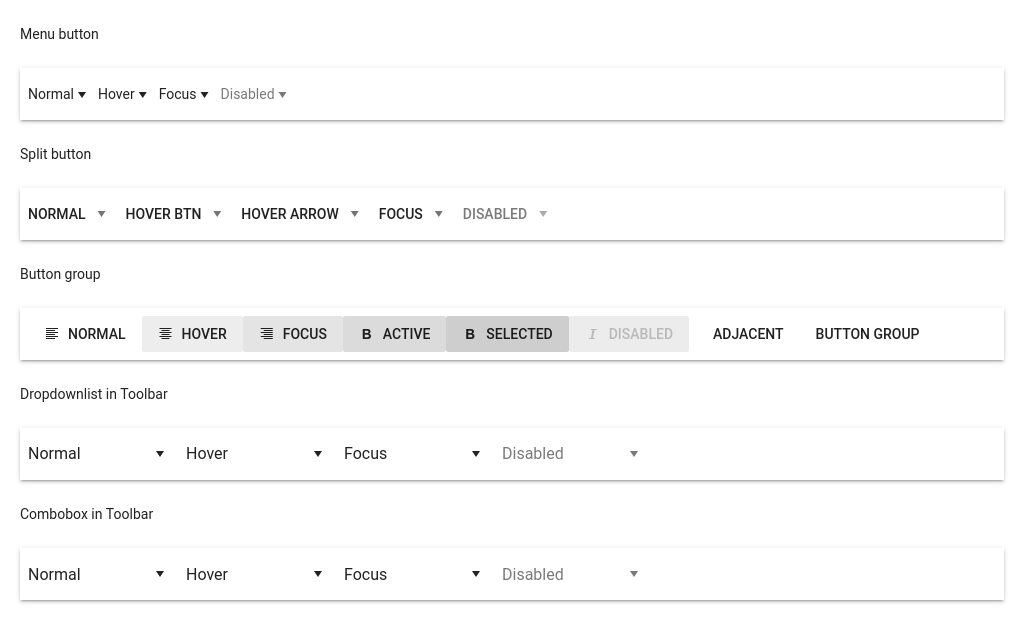 Menu button
Normal Hover Focus Disabled
Split button
NORMAL HOVER BTN HOVER ARROW FOCUS DISABLED
Button group
NORMAL HOVER FOCUS B ACTIVE B SELECTED I DISABLED ADJACENT BUTTON GROUP
Dropdownlist in Toolbar
Normal Hover Focus Disabled
Combobox in Toolbar
Normal Hover Focus Disabled